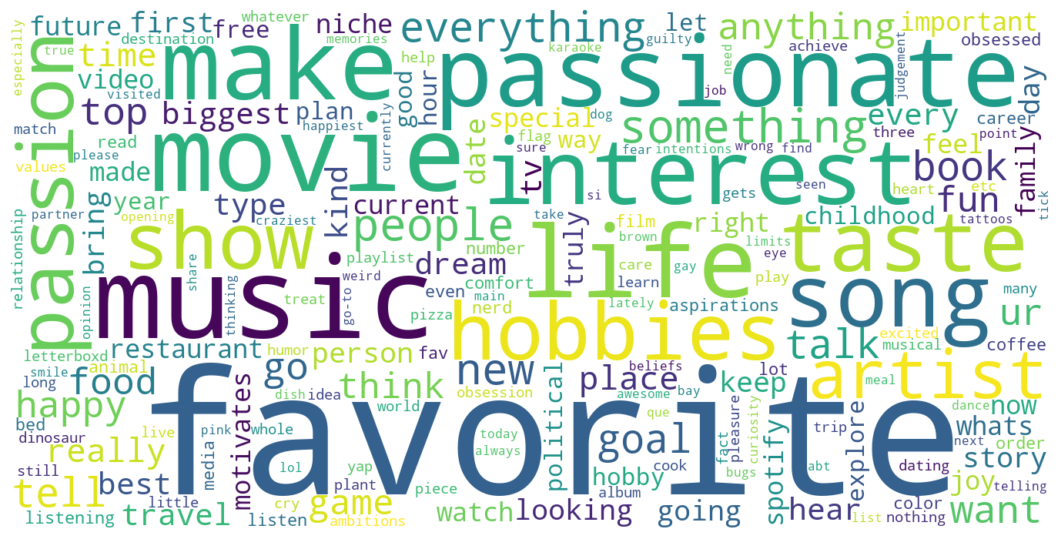 future first whatever free niche everything let anything important
especially true destination memories karaoke guilty need achieve judgement obsessed
time video visited make help good hour passionate job day
top biggest plan special something every career
passion match values please read happiest currently date flag way dog sure fear intentions wrong find three point feel
movie interest tv book fun family
made year type kind current people si seen gets heart etc
bring relationship partner opening craziest show number playlist truly film brown right care limits eye childhood tattoos tick
opinion share thinking music weird go-to treat even dream comfort main life learn gay lately play taste
many aspirations song ur
pizza nerd hobbies talk excited musical coffee
letterboxd restaurant humor person fav beliefs bay lot
smile long animal food go dish idea think new obsession political place awesome keep artist meal
happy motivates world que pleasure curiosity dance now
bed dinosaur pink whole favorite today always goal fact trip explore whats next order
really live media lol hobby cook bugs spotify abt dating story
still best little plant cry yap piece album color joy telling
tell game ambitions watch looking going hear list nothing want
listening travel listen